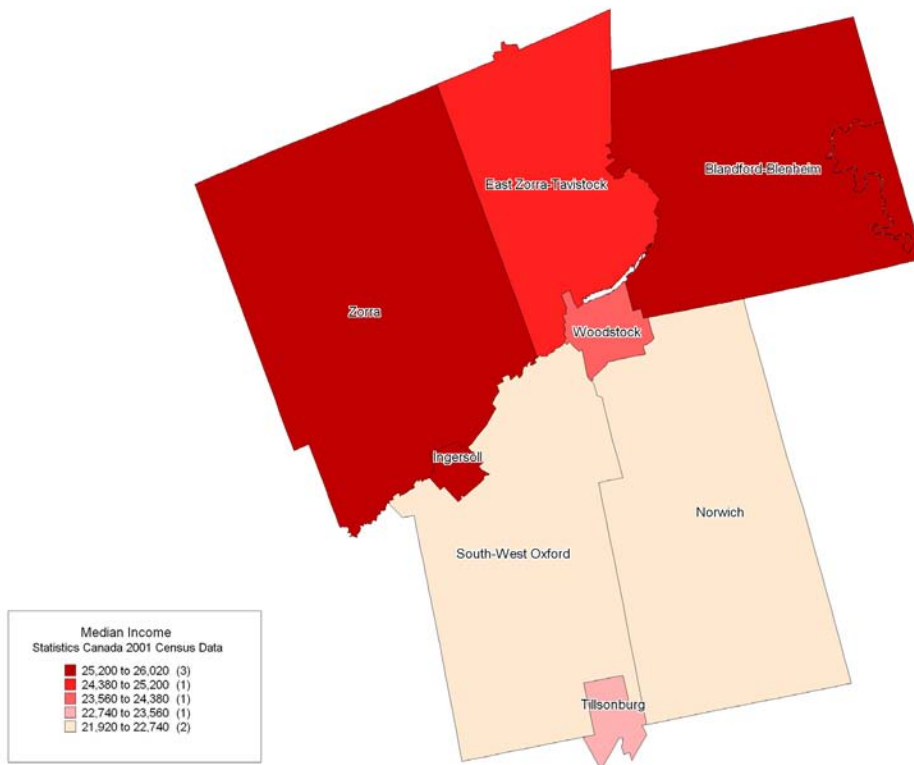 East Zorra-Tavistock
Blandford-Blenheim
Zorra
Woodstock
Ingersoll
Norwich
South-West Oxford
Tillsonburg
Median Income
Statistics Canada 2001 Census Data
25,200 to 26,020 (3)
24,380 to 25,200 (1)
23,560 to 24,380 (1)
22,740 to 23,560 (1)
21,920 to 22,740 (2)